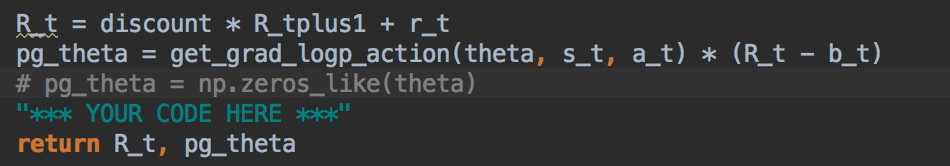 R_t = discount * R_tplus1 + r_t
pg_theta = get_grad_logp_action(theta, s_t, a_t) * (R_t - b_t)
# pg_theta = np.zeros_like(theta)
"*** YOUR CODE HERE ***"
return R_t, pg_theta